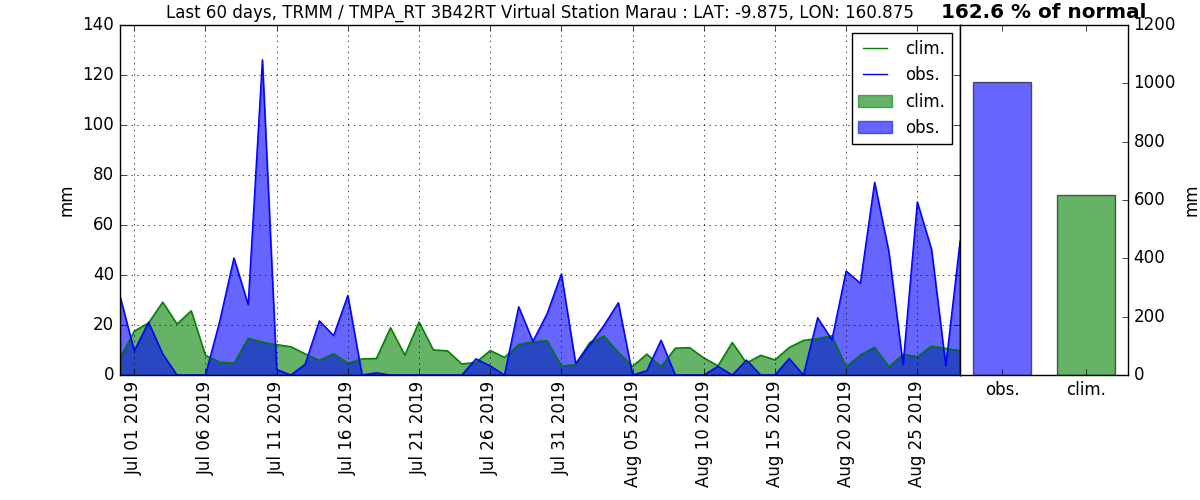 Last 60 days, TRMM / TMPA_RT 3B42RT Virtual Station Marau : LAT: -9.875, LON: 160.875
162.6 % of normal
mm
140
120
100
80
60
40
20
0
clim.
obs.
clim.
obs.
1200
1000
800
600
400
200
0
mm
Jul 01 2019
Jul 06 2019
Jul 11 2019
Jul 16 2019
Jul 21 2019
Jul 26 2019
Jul 31 2019
Aug 05 2019
Aug 10 2019
Aug 15 2019
Aug 20 2019
Aug 25 2019
obs.
clim.